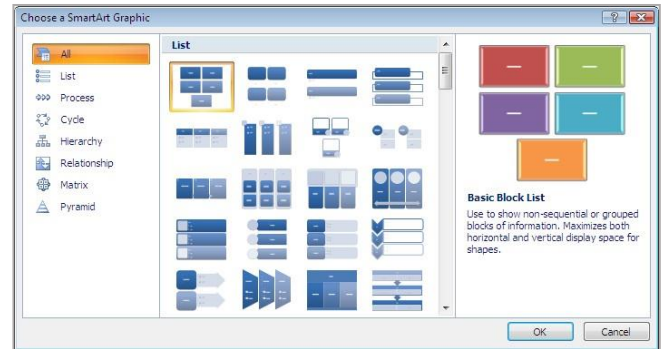 Choose a SmartArt Graphic
All
List
Process
Cycle
Hierarchy
Relationship
Matrix
Pyramid
List
Basic Block List
Use to show non-sequential or grouped
blocks of information. Maximizes both
horizontal and vertical display space for
shapes.
OK
Cancel